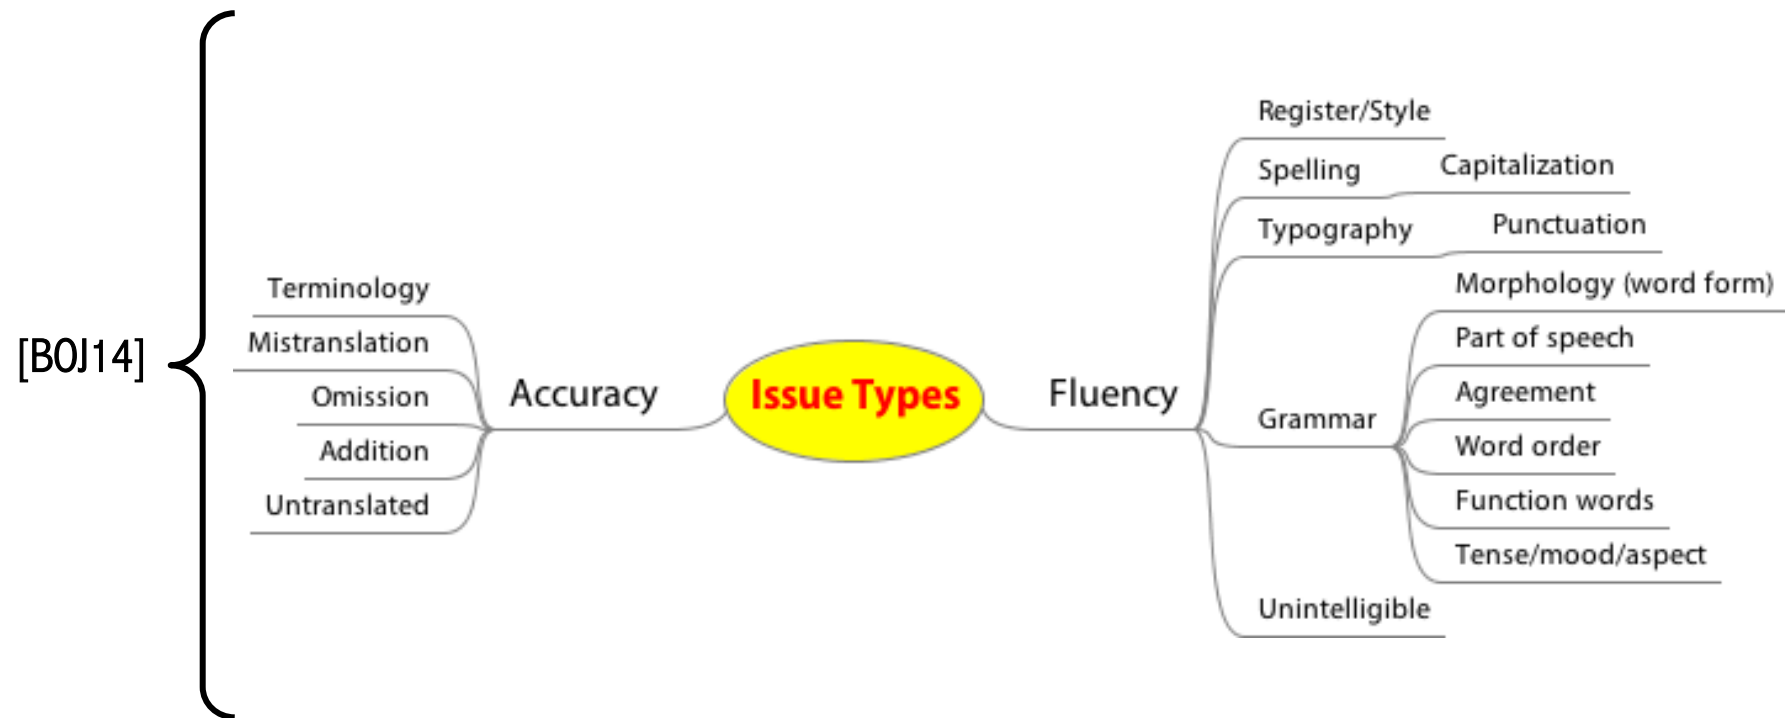 [BOJ14]
Terminology
Mistranslation
Omission
Addition
Untranslated
Accuracy
Issue Types
Fluency
Register/Style
Spelling
Capitalization
Typography
Punctuation
Grammar
Morphology (word form)
Part of speech
Agreement
Word order
Function words
Tense/mood/aspect
Unintelligible